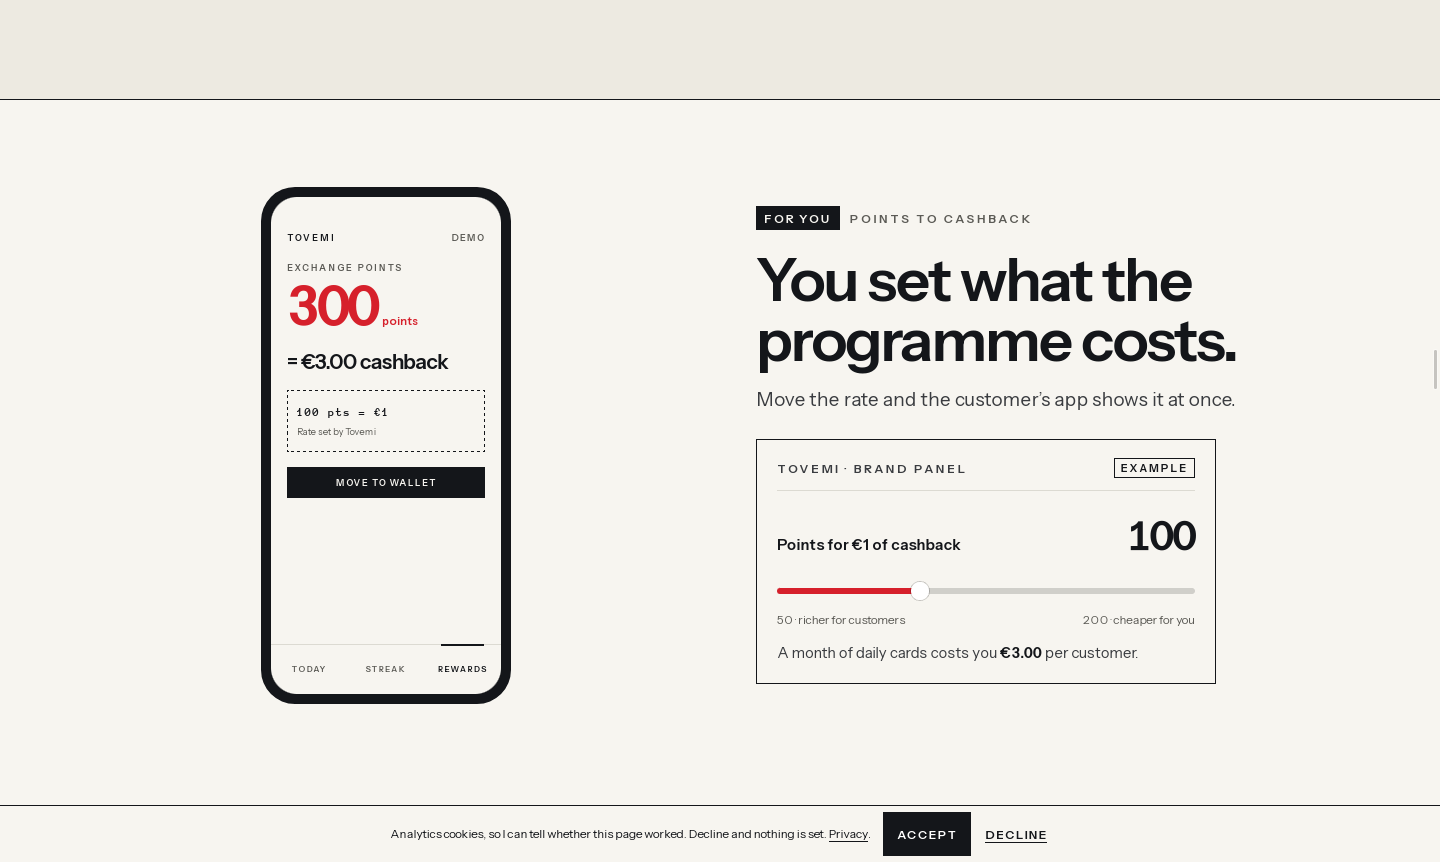 TOVEMI DEMO
EXCHANGE POINTS
300 points
= €3.00 cashback
100 pts = €1
Rate set by Tovemi
MOVE TO WALLET
TODAY STREAK REWARDS
FOR YOU POINTS TO CASHBACK
You set what the
programme costs.
Move the rate and the customer’s app shows it at once.
TOVEMI · BRAND PANEL EXAMPLE
Points for €1 of cashback 100
50 · richer for customers 200 · cheaper for you
A month of daily cards costs you €3.00 per customer.
Analytics cookies, so I can tell whether this page worked. Decline and nothing is set. Privacy. ACCEPT DECLINE